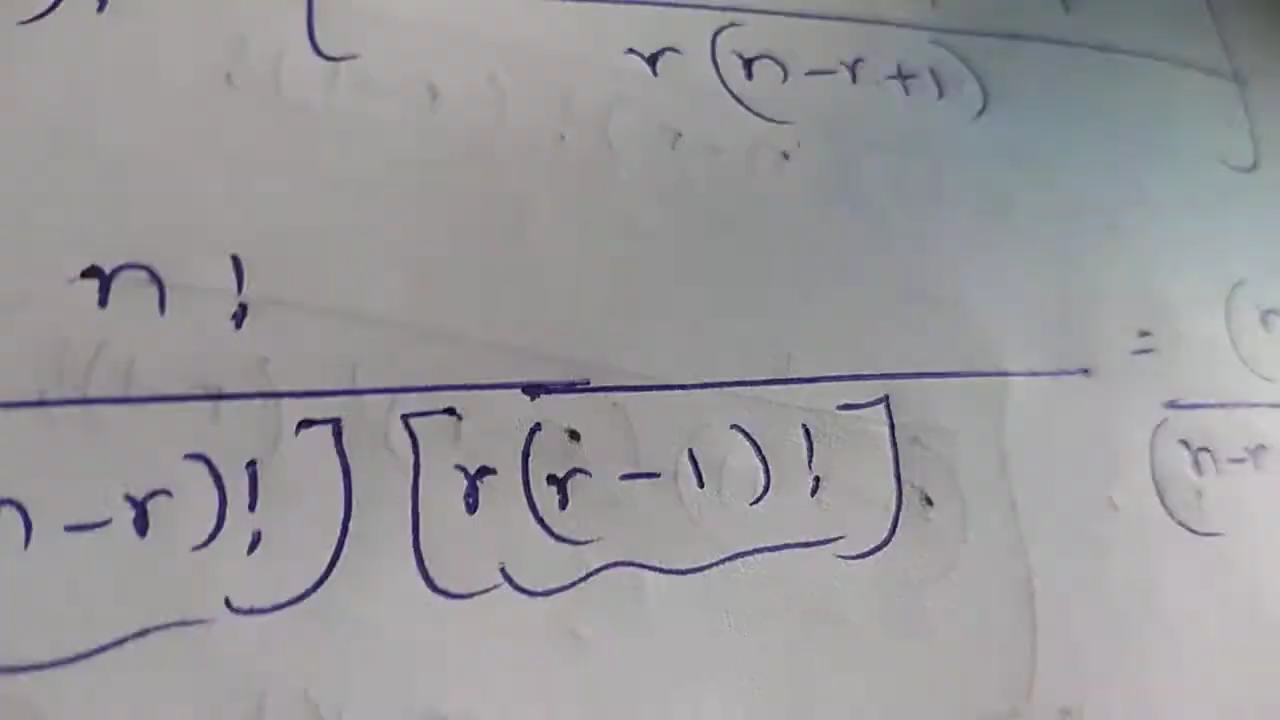 r(n-r+1)
n! =
n-r)!] [r(r-1)!] (n-r